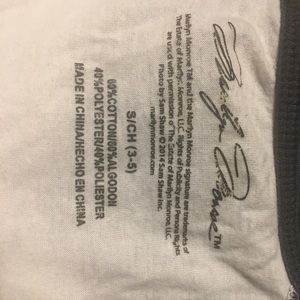 Marilyn Monroe™
Marilyn Monroe TM and the Marilyn Monroe signature are trademarks of
The Estate of Marilyn Monroe, LLC. Rights of Publicity and Persona Rights
are used with permission o The Estate of Marilyn Monroe, LLC.
Photo by Sam Shaw © 2014 Sam Shaw Inc.
marilynmonroe.com
S/CH (3-5)
60%COTTON/60%ALGODON
40%POLYESTER/40%POLIESTER
MADE IN CHINA/HECHO EN CHINA